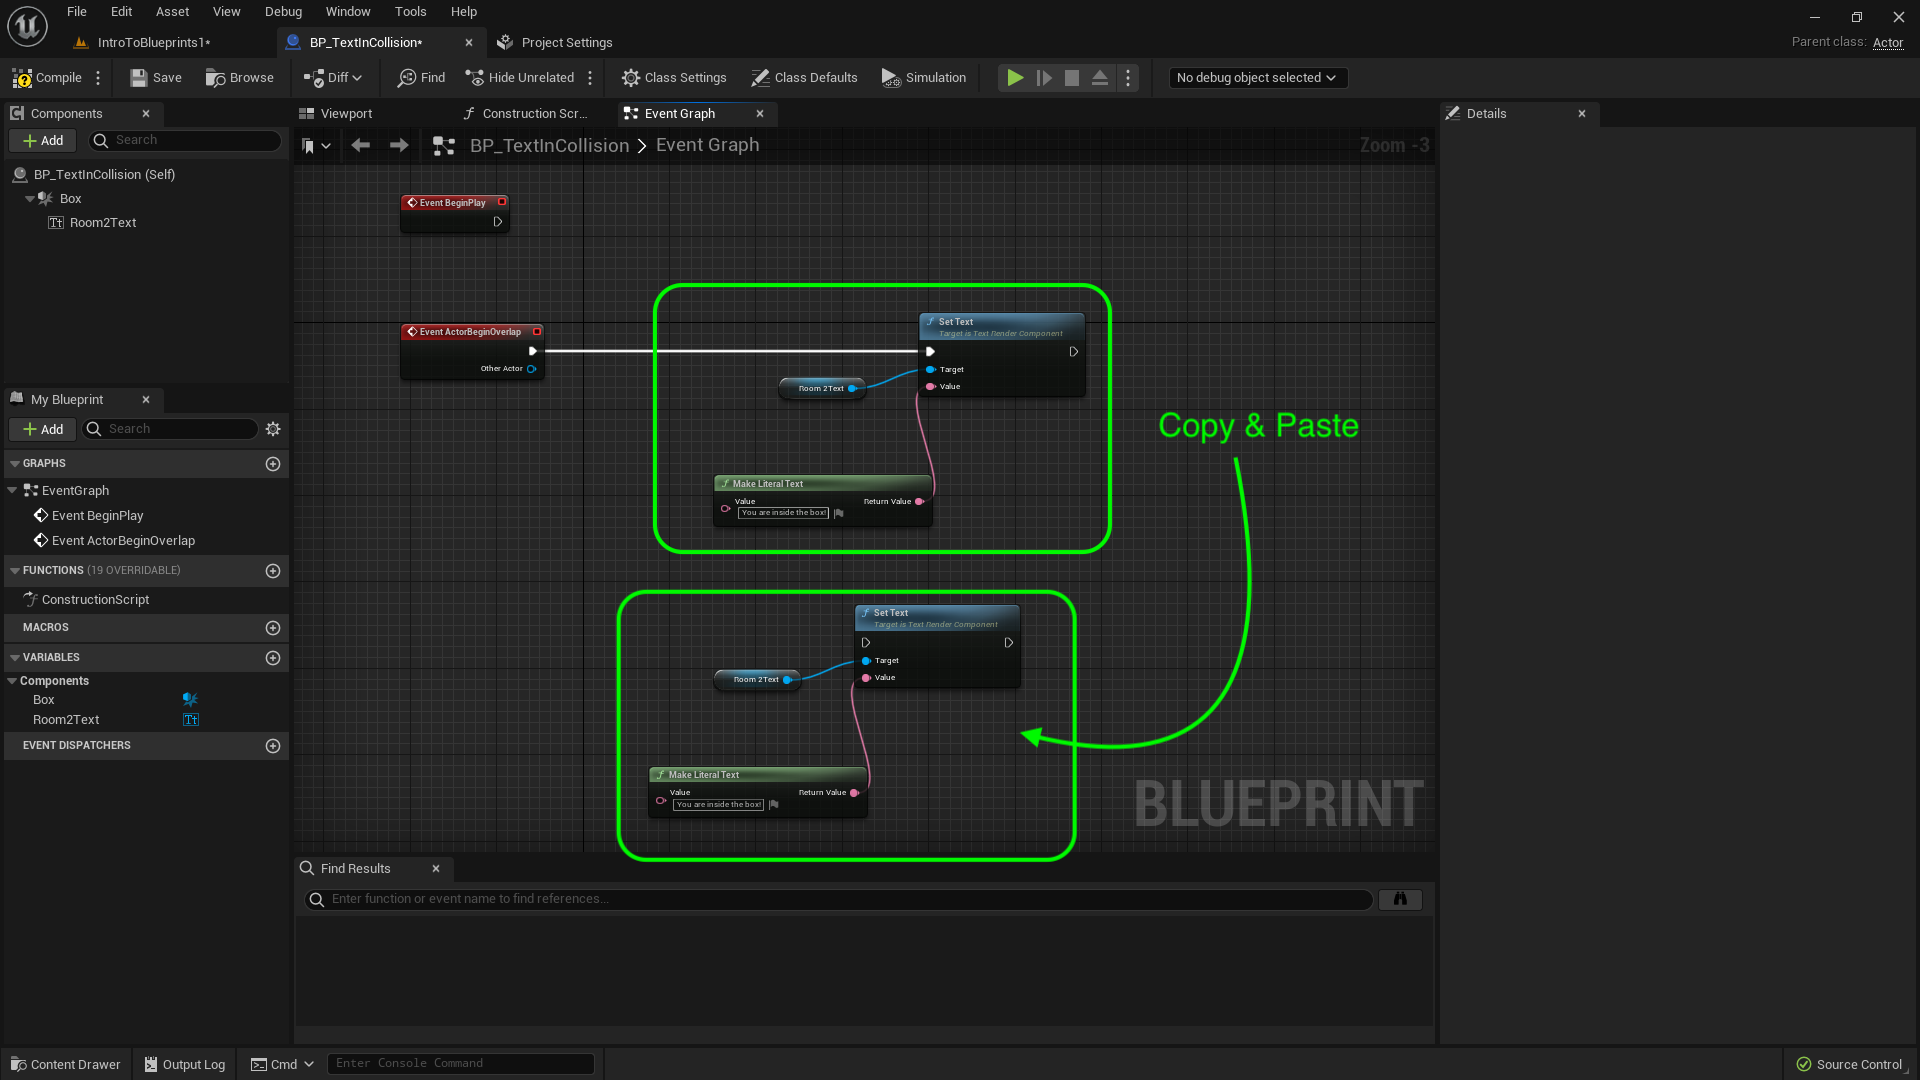 File Edit Asset View Debug Window Tools Help
IntroToBlueprints1* BP_TextInCollision* Project Settings
Parent class: Actor
Compile Save Browse Diff Find Hide Unrelated Class Settings Class Defaults Simulation No debug object selected
Components
Add Search
BP_TextInCollision (Self)
Box
Room2Text
My Blueprint
Add Search
GRAPHS
EventGraph
Event BeginPlay
Event ActorBeginOverlap
FUNCTIONS (19 OVERRIDABLE)
ConstructionScript
MACROS
VARIABLES
Components
Box
Room2Text
EVENT DISPATCHERS
Viewport Construction Scr... Event Graph
BP_TextInCollision > Event Graph
Zoom -3
Event BeginPlay
Event ActorBeginOverlap
Other Actor
Set Text
Target is Text Render Component
Target
Value
Room 2Text
Make Literal Text
Value
You are inside the box!
Return Value
Copy & Paste
Set Text
Target is Text Render Component
Target
Value
Room 2Text
Make Literal Text
Value
You are inside the box!
Return Value
BLUEPRINT
Find Results
Enter function or event name to find references...
Details
Content Drawer Output Log Cmd Enter Console Command Source Control